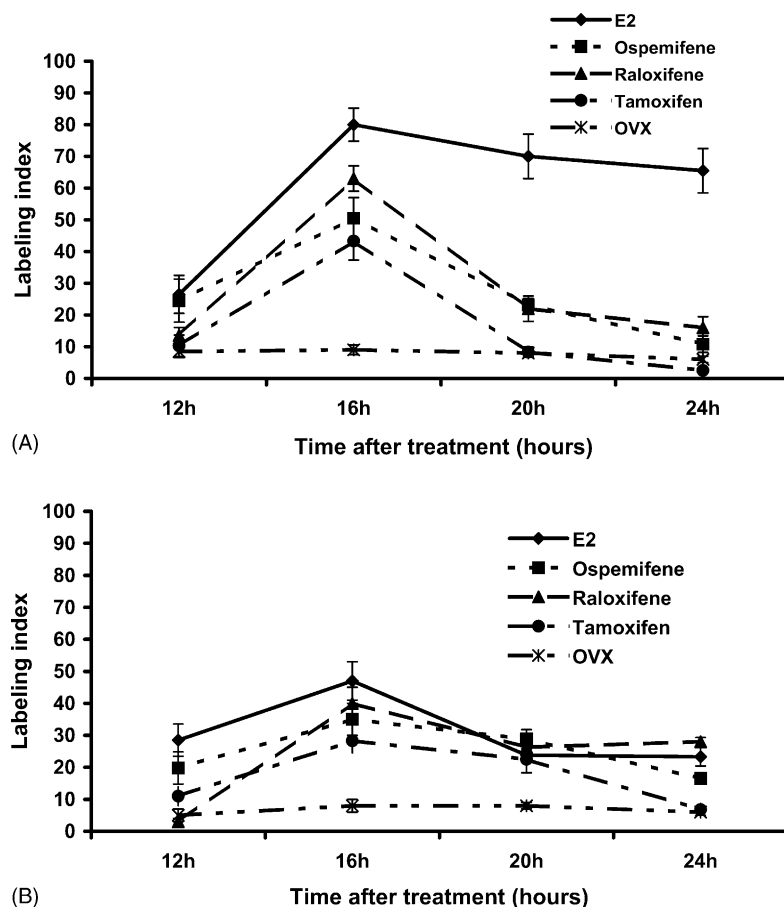 E2
Ospemifene
Raloxifene
Tamoxifen
OVX
100
90
80
70
60
50
40
30
20
10
0
Labeling index
12h 16h 20h 24h
(A)
Time after treatment (hours)
100
90
80
70
60
50
40
30
20
10
0
Labeling index
E2
Ospemifene
Raloxifene
Tamoxifen
OVX
12h 16h 20h 24h
(B)
Time after treatment (hours)